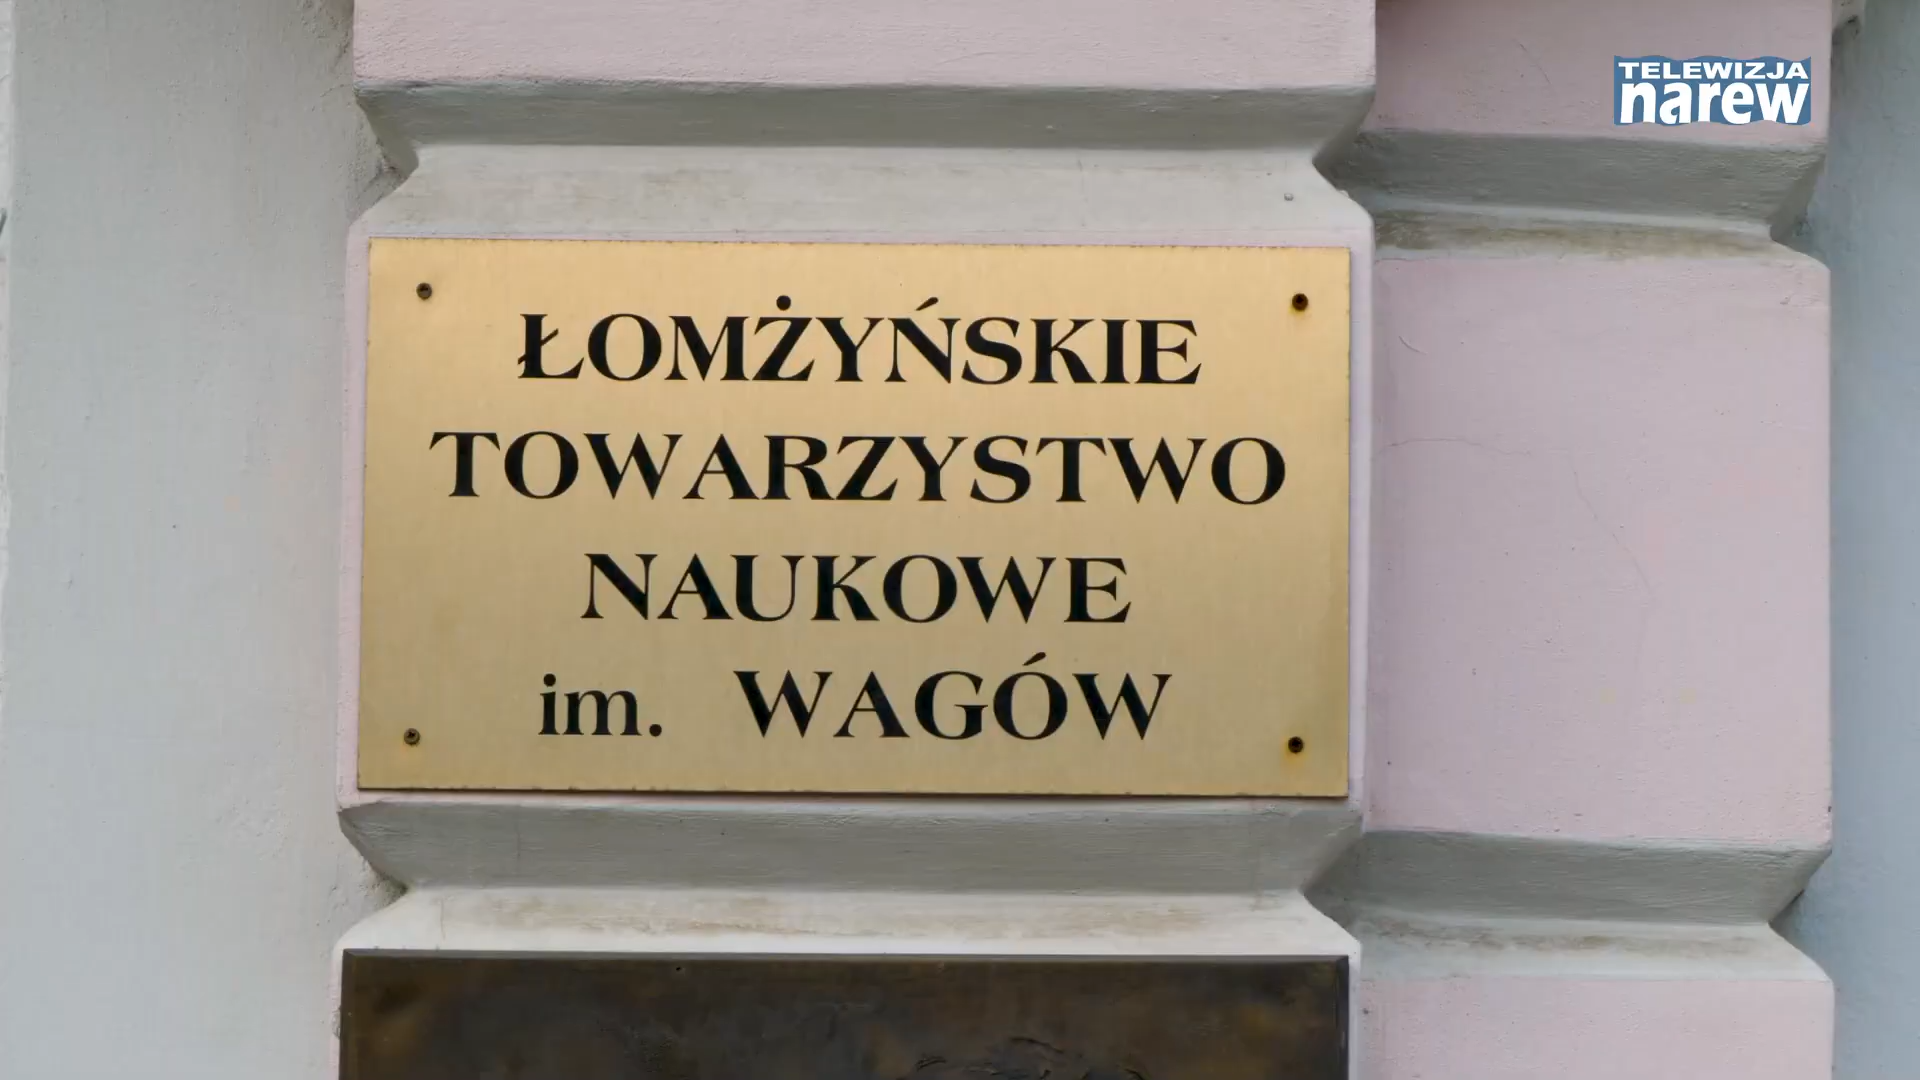 TELEWIZJA
narew
ŁOMŻYŃSKIE
TOWARZYSTWO
NAUKOWE
im. WAGÓW